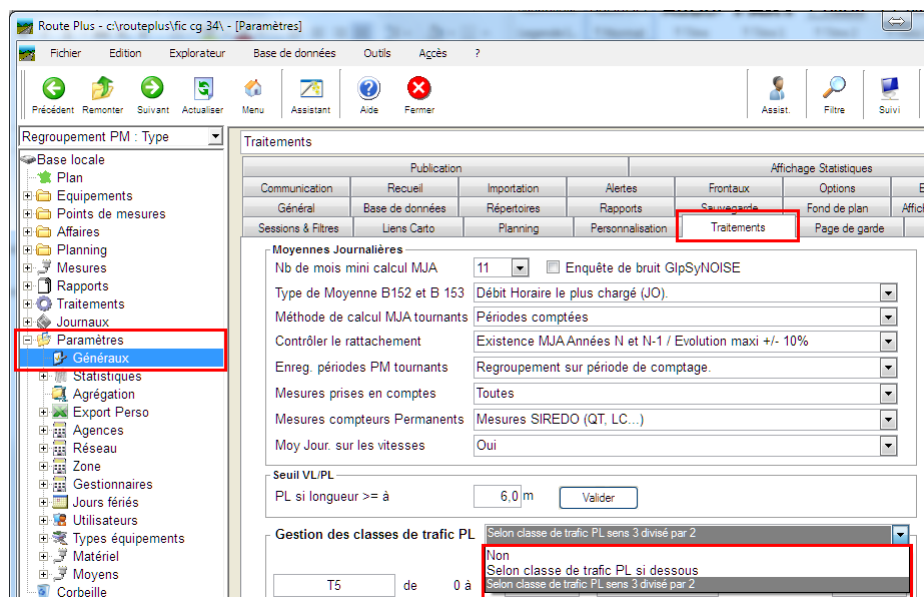 Route Plus - c:\routeplus\fic cg 34\ - [Paramètres]
Fichier Edition Explorateur Base de données Outils Accès ?
Précédent Remonter Suivant Actualiser Menu Assistant Aide Fermer Assist. Filtre Suivi
Regroupement PM : Type
Base locale
Plan
Equipements
Points de mesures
Affaires
Planning
Mesures
Rapports
Traitements
Journaux
Paramètres
Généraux
Statistiques
Agrégation
Export Perso
Agences
Réseau
Zone
Gestionnaires
Jours fériés
Utilisateurs
Types équipements
Matériel
Moyens
Corbeille
Traitements
Publication Affichage Statistiques
Communication Recueil Importation Alertes Frontaux Options
Général Base de données Répertoires Rapports Sauvegarde Fond de plan
Sessions & Filtres Liens Carto Planning Personnalisation Traitements Page de garde
Moyennes Journalières
Nb de mois mini calcul MJA 11 Enquête de bruit GlpSyNOISE
Type de Moyenne B152 et B 153 Débit Horaire le plus chargé (JO).
Méthode de calcul MJA tournants Périodes comptées
Contrôler le rattachement Existence MJA Années N et N-1 / Evolution maxi +/- 10%
Enreg. périodes PM tournants Regroupement sur période de comptage.
Mesures prises en comptes Toutes
Mesures compteurs Permanents Mesures SIREDO (QT, LC...)
Moy Jour. sur les vitesses Oui
Seuil VL/PL
PL si longueur >= à 6,0 m Valider
Gestion des classes de trafic PL Selon classe de trafic PL sens 3 divisé par 2
Non
Selon classe de trafic PL si dessous
Selon classe de trafic PL sens 3 divisé par 2
T5 de 0 à